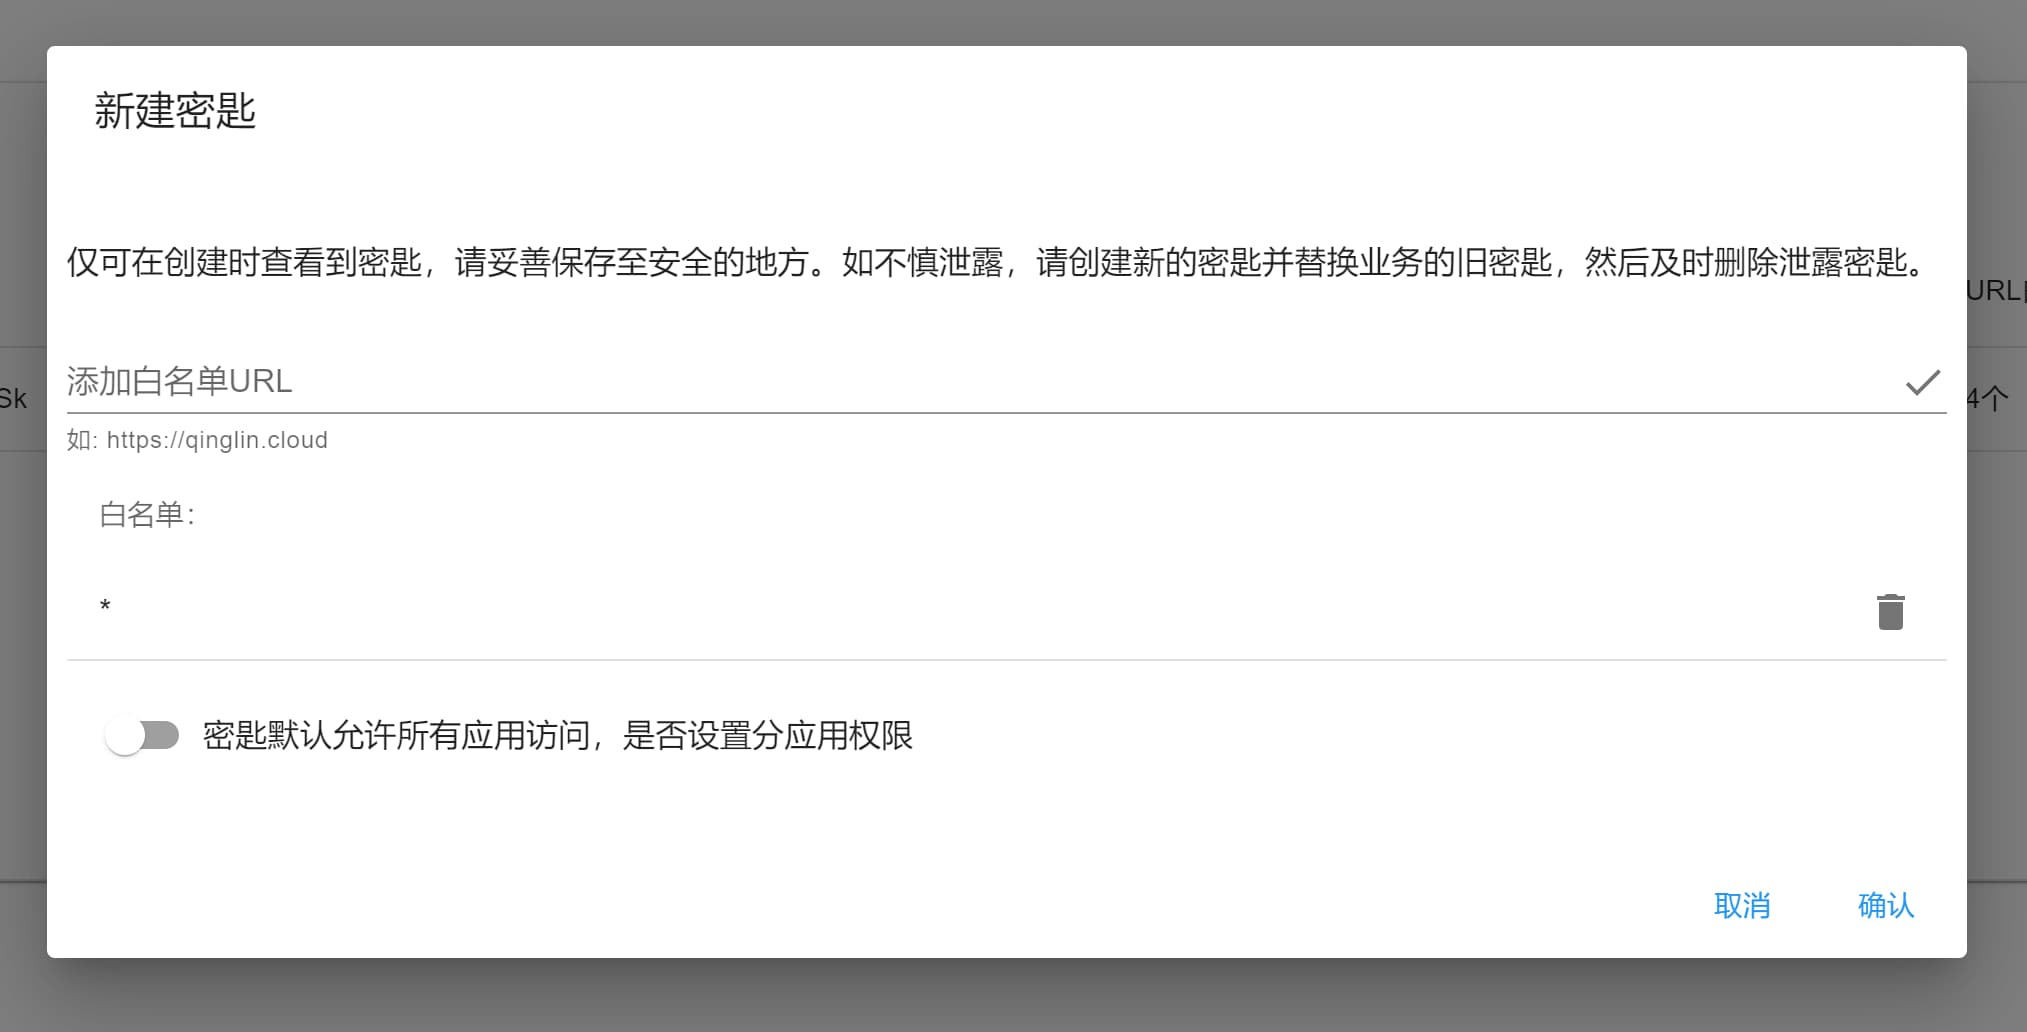 新建密匙
仅可在创建时查看到密匙，请妥善保存至安全的地方。如不慎泄露，请创建新的密匙并替换业务的旧密匙，然后及时删除泄露密匙。
URL
添加白名单URL
Sk
4个
如: https://qinglin.cloud
白名单：
*
密匙默认允许所有应用访问，是否设置分应用权限
取消
确认